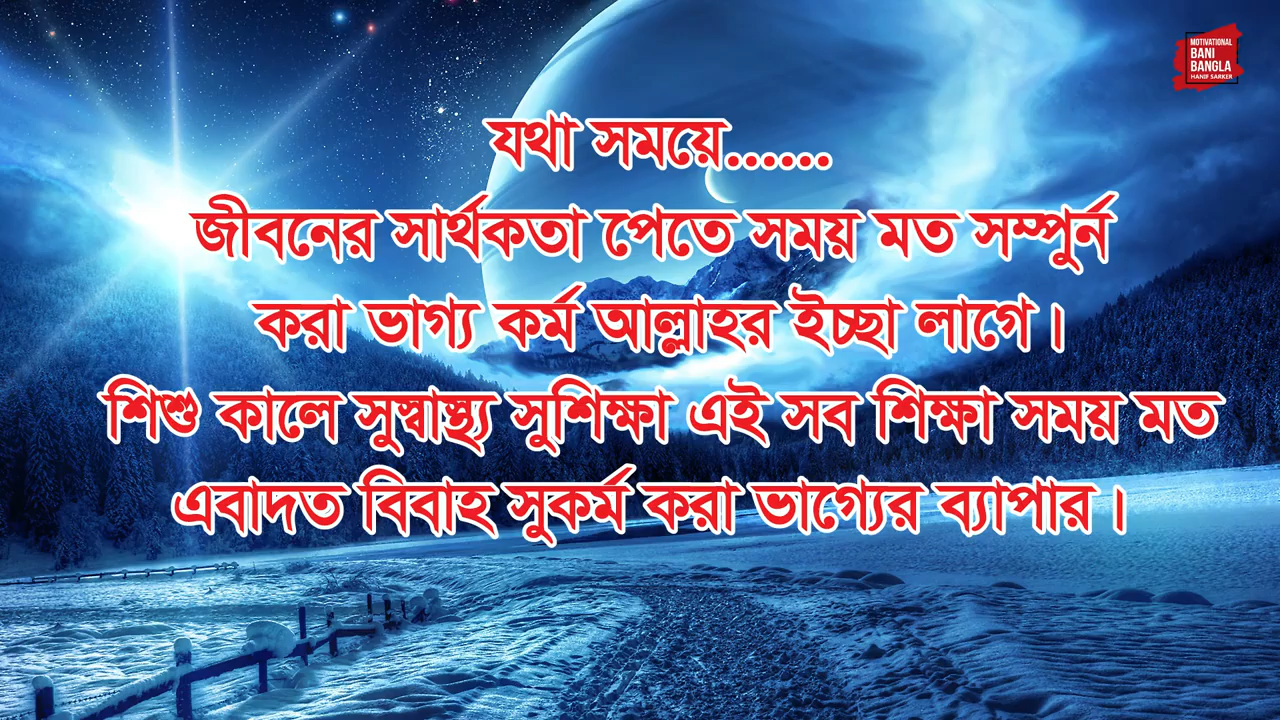 MOTIVATIONAL
BANI
BANGLA
HANIF SARKER
যথা সময়ে......
জীবনের সার্থকতা পেতে সময় মত সম্পুর্ন
করা ভাগ্য কর্ম আল্লাহর ইচ্ছা লাগে।
শিশু কালে সুস্বাস্থ্য সুশিক্ষা এই সব শিক্ষা সময় মত
এবাদত বিবাহ সুকর্ম করা ভাগ্যের ব্যাপার।